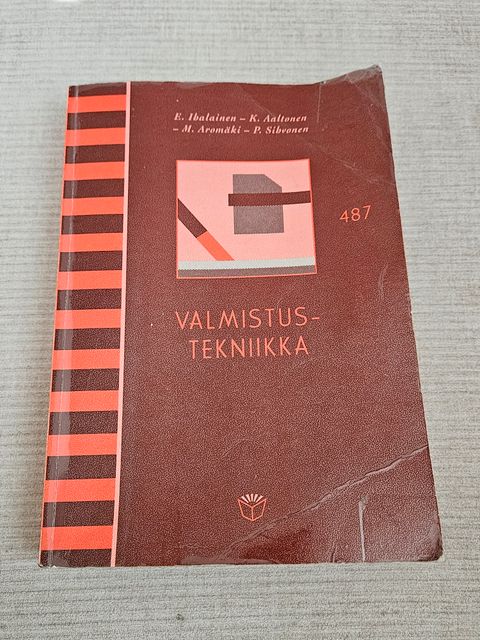 E. Ihalainen – K. Aaltonen
– M. Aromäki – P. Sihvonen
487
VALMISTUS-
TEKNIIKKA